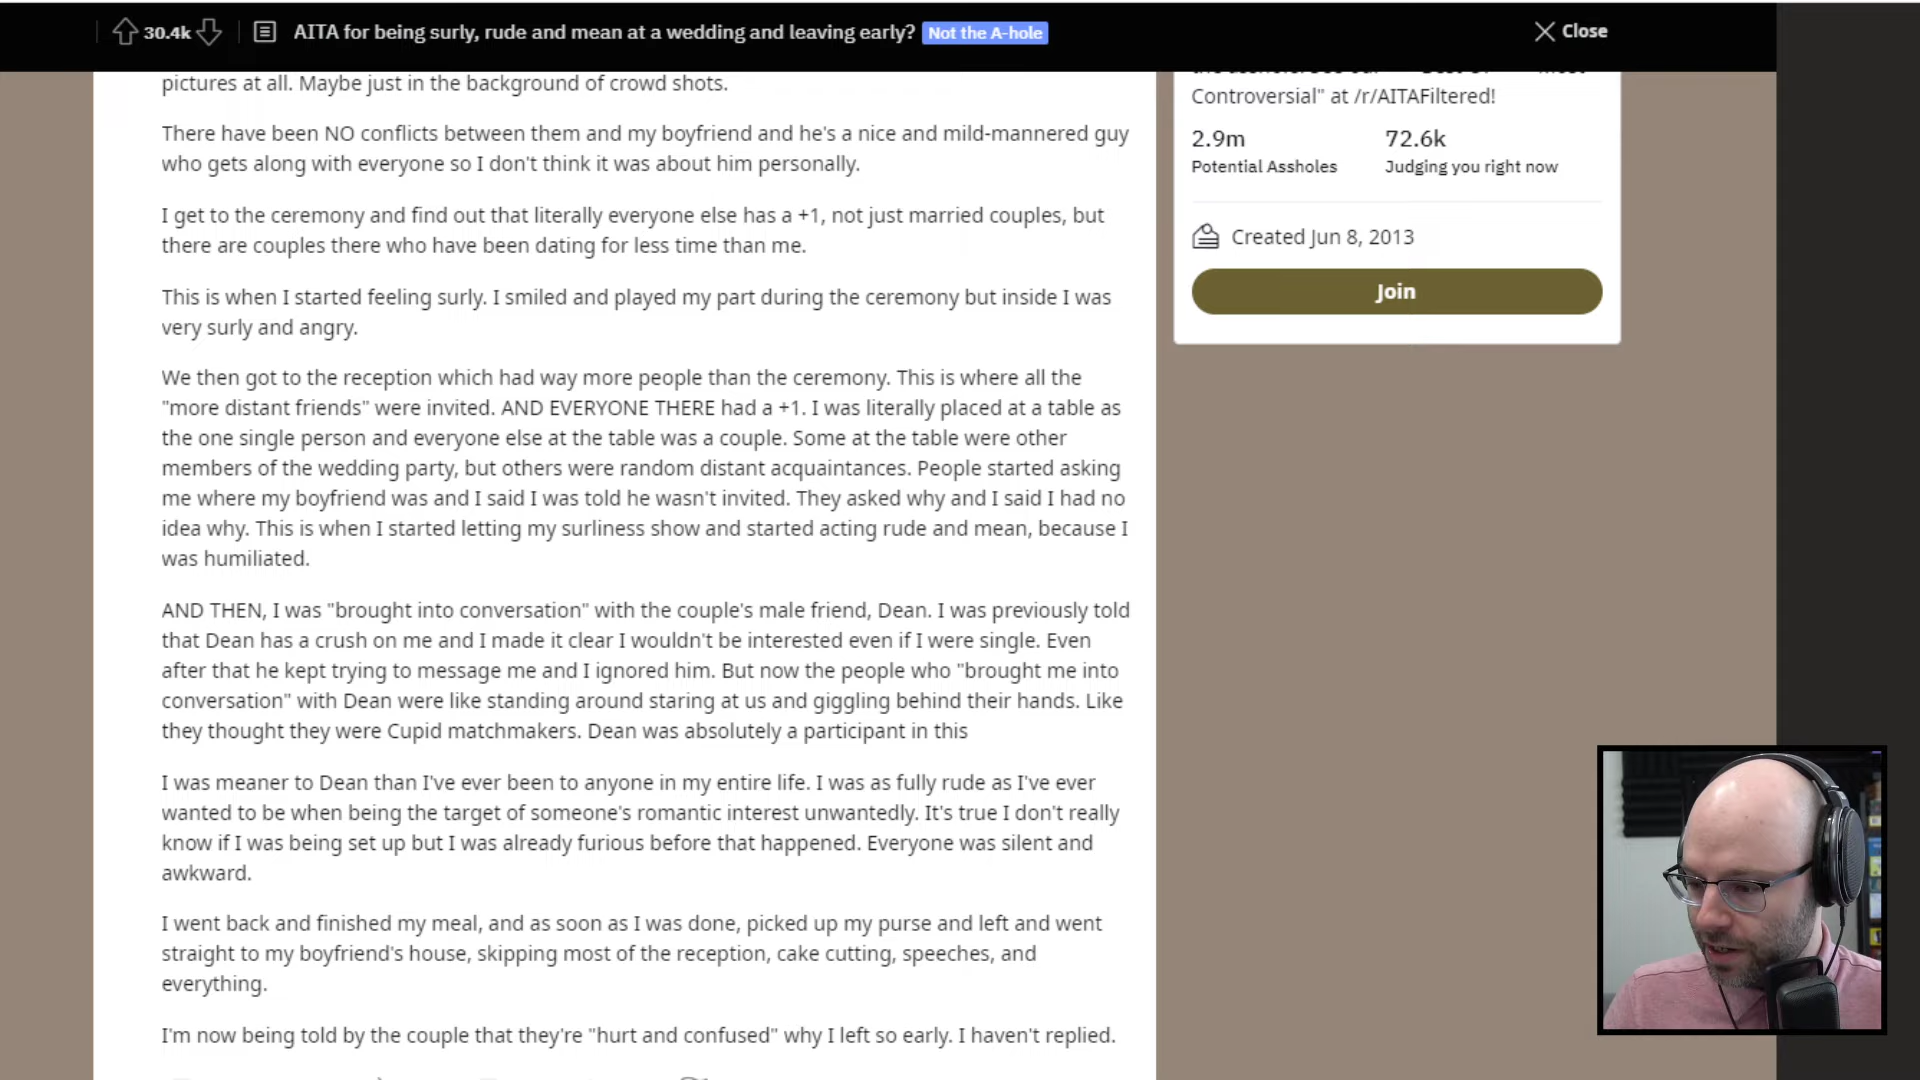 30.4k
AITA for being surly, rude and mean at a wedding and leaving early? Not the A-hole
Close
pictures at all. Maybe just in the background of crowd shots.
There have been NO conflicts between them and my boyfriend and he's a nice and mild-mannered guy
who gets along with everyone so I don't think it was about him personally.
I get to the ceremony and find out that literally everyone else has a +1, not just married couples, but
there are couples there who have been dating for less time than me.
This is when I started feeling surly. I smiled and played my part during the ceremony but inside I was
very surly and angry.
We then got to the reception which had way more people than the ceremony. This is where all the
"more distant friends" were invited. AND EVERYONE THERE had a +1. I was literally placed at a table as
the one single person and everyone else at the table was a couple. Some at the table were other
members of the wedding party, but others were random distant acquaintances. People started asking
me where my boyfriend was and I said I was told he wasn't invited. They asked why and I said I had no
idea why. This is when I started letting my surliness show and started acting rude and mean, because I
was humiliated.
AND THEN, I was "brought into conversation" with the couple's male friend, Dean. I was previously told
that Dean has a crush on me and I made it clear I wouldn't be interested even if I were single. Even
after that he kept trying to message me and I ignored him. But now the people who "brought me into
conversation" with Dean were like standing around staring at us and giggling behind their hands. Like
they thought they were Cupid matchmakers. Dean was absolutely a participant in this
I was meaner to Dean than I've ever been to anyone in my entire life. I was as fully rude as I've ever
wanted to be when being the target of someone's romantic interest unwantedly. It's true I don't really
know if I was being set up but I was already furious before that happened. Everyone was silent and
awkward.
I went back and finished my meal, and as soon as I was done, picked up my purse and left and went
straight to my boyfriend's house, skipping most of the reception, cake cutting, speeches, and
everything.
I'm now being told by the couple that they're "hurt and confused" why I left so early. I haven't replied.
Controversial" at /r/AITAFiltered!
2.9m 72.6k
Potential Assholes Judging you right now
Created Jun 8, 2013
Join